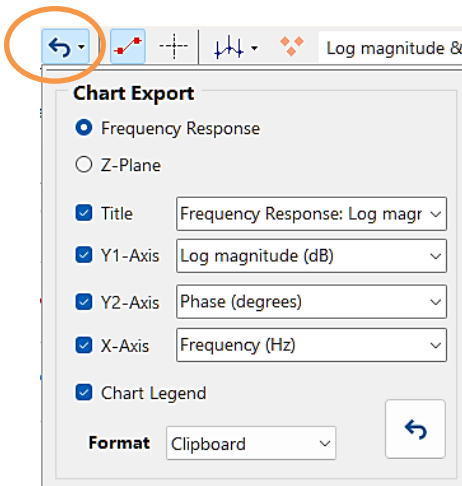 Log magnitude &
Chart Export
Frequency Response
Z-Plane
Title Frequency Response: Log magr
Y1-Axis Log magnitude (dB)
Y2-Axis Phase (degrees)
X-Axis Frequency (Hz)
Chart Legend
Format Clipboard